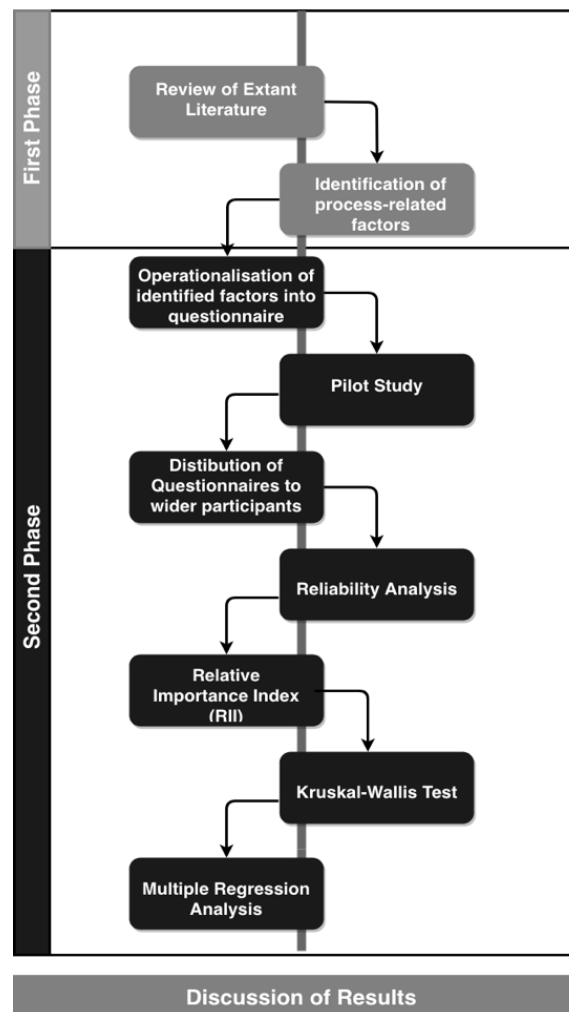 First Phase
Review of Extant
Literature
Identification of
process-related
factors
Second Phase
Operationalisation of
identified factors into
questionnaire
Pilot Study
Distibution of
Questionnaires to
wider participants
Reliability Analysis
Relative
Importance Index
(RII)
Kruskal-Wallis Test
Multiple Regression
Analysis
Discussion of Results